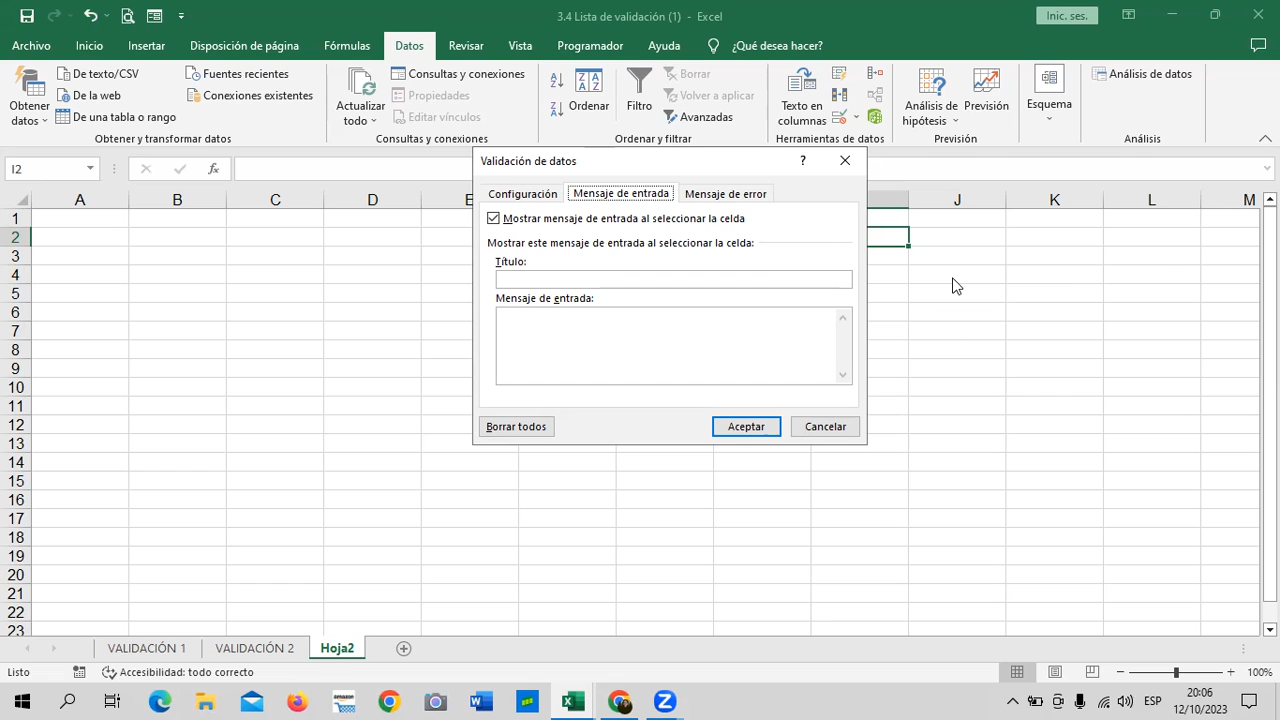 3.4 Lista de validación (1) - Excel
Inic. ses.
Archivo Inicio Insertar Disposición de página Fórmulas Datos Revisar Vista Programador Ayuda ¿Qué desea hacer?
Obtener datos
De texto/CSV
De la web
De una tabla o rango
Fuentes recientes
Conexiones existentes
Obtener y transformar datos
Actualizar todo
Consultas y conexiones
Propiedades
Editar vínculos
Consultas y conexiones
Ordenar
Filtro
Borrar
Volver a aplicar
Avanzadas
Ordenar y filtrar
Texto en columnas
Herramientas de datos
Análisis de hipótesis
Previsión
Previsión
Esquema
Análisis de datos
Análisis
I2
fx
A B C D E J K L M
1
2
3
4
5
6
7
8
9
10
11
12
13
14
15
16
17
18
19
20
21
22
23
Validación de datos ?
Configuración Mensaje de entrada Mensaje de error
Mostrar mensaje de entrada al seleccionar la celda
Mostrar este mensaje de entrada al seleccionar la celda:
Título:
Mensaje de entrada:
Borrar todos Aceptar Cancelar
VALIDACIÓN 1 VALIDACIÓN 2 Hoja2
Listo Accesibilidad: todo correcto 100%
ESP
20:06
12/10/2023